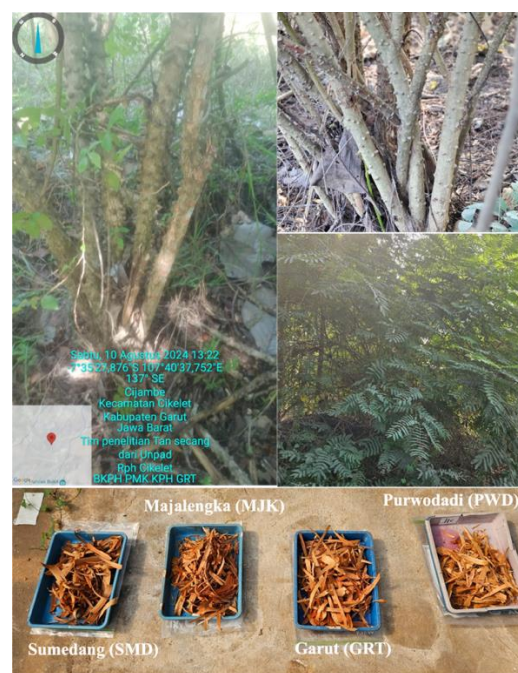 Sabtu, 10 Agustus 2024 13:22
7°35'27,876"S 107°40'37,752"E
137° SE
Cijambe
Kecamatan Cikelet
Kabupaten Garut
Jawa Barat
Tim penelitian Tan secang
dari Unpad
Rph Cikelet
BKPH PMK KPH GRT
Majalengka (MJK)
Purwodadi (PWD)
Sumedang (SMD)
Garut (GRT)